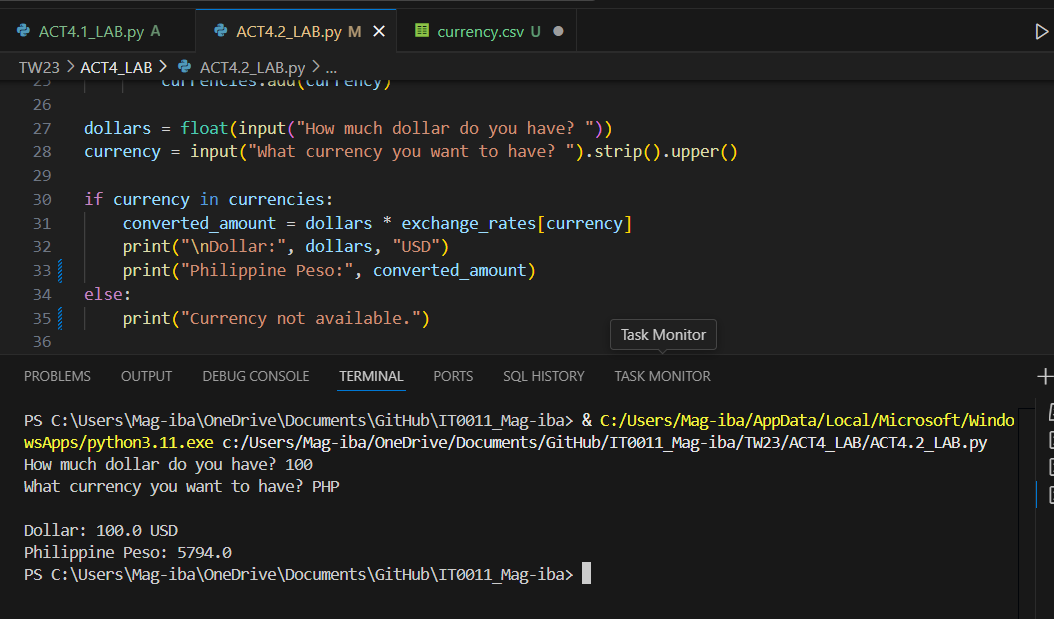 ACT4.1_LAB.py A
ACT4.2_LAB.py M
currency.csv U
TW23 > ACT4_LAB > ACT4.2_LAB.py > ...
25 currencies.add(currency)
26
27 dollars = float(input("How much dollar do you have? "))
28 currency = input("What currency you want to have? ").strip().upper()
29
30 if currency in currencies:
31 converted_amount = dollars * exchange_rates[currency]
32 print("\nDollar:", dollars, "USD")
33 print("Philippine Peso:", converted_amount)
34 else:
35 print("Currency not available.")
36
Task Monitor
PROBLEMS OUTPUT DEBUG CONSOLE TERMINAL PORTS SQL HISTORY TASK MONITOR
PS C:\Users\Mag-iba\OneDrive\Documents\GitHub\IT0011_Mag-iba> & C:/Users/Mag-iba/AppData/Local/Microsoft/Windo
wsApps/python3.11.exe c:/Users/Mag-iba/OneDrive/Documents/GitHub/IT0011_Mag-iba/TW23/ACT4_LAB/ACT4.2_LAB.py
How much dollar do you have? 100
What currency you want to have? PHP
Dollar: 100.0 USD
Philippine Peso: 5794.0
PS C:\Users\Mag-iba\OneDrive\Documents\GitHub\IT0011_Mag-iba>